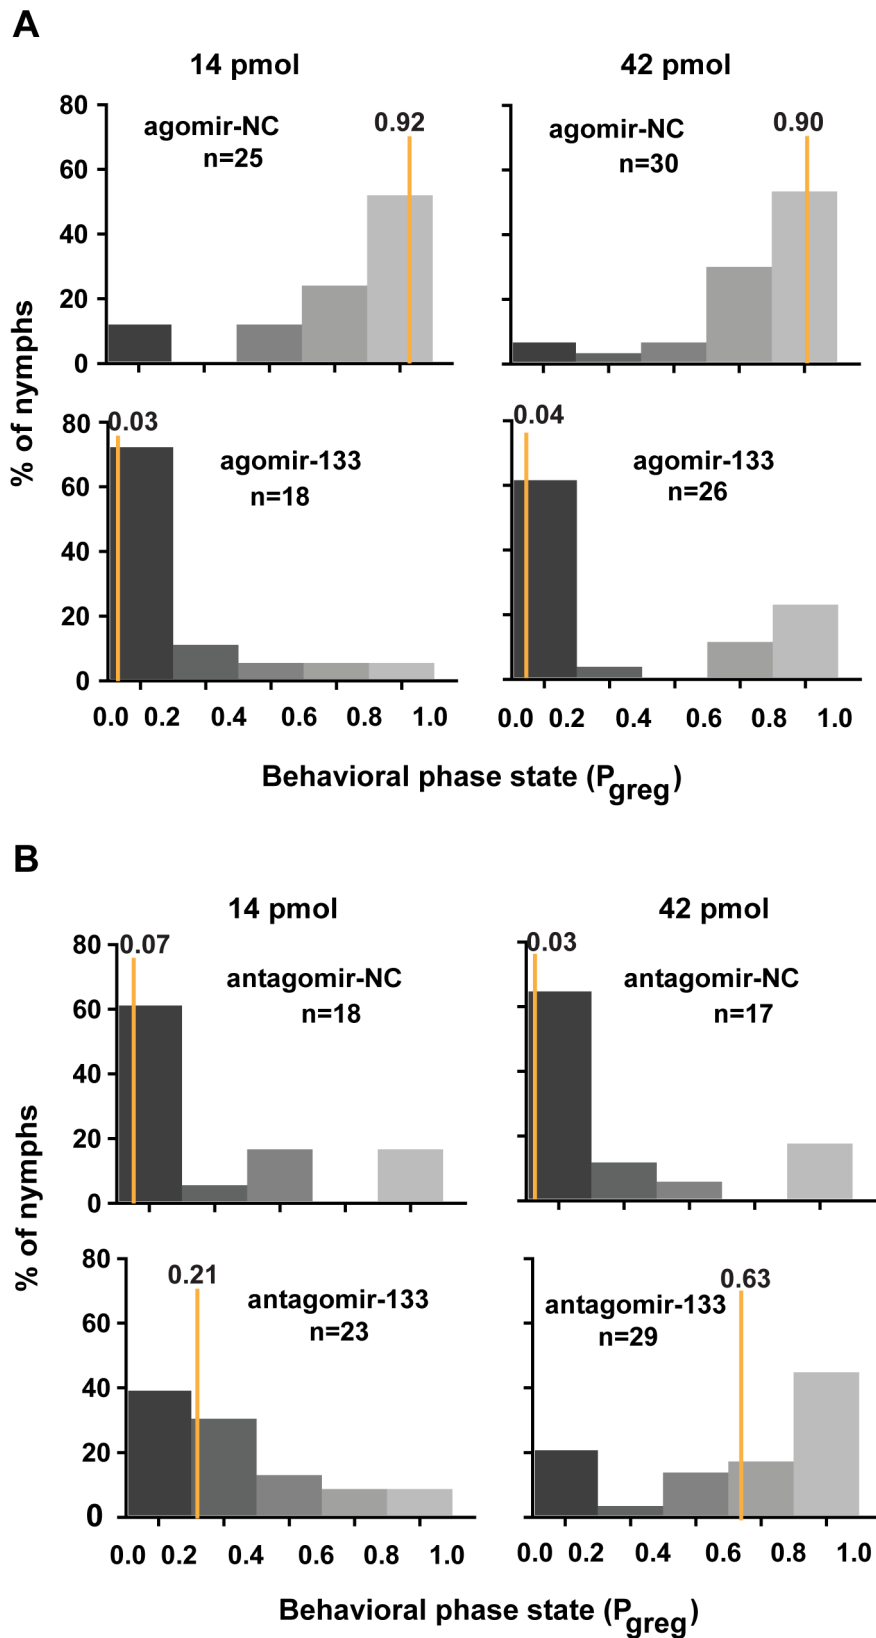 A
14 pmol
42 pmol
% of nymphs
80
60
40
20
0
agomir-NC
n=25
0.92
agomir-NC
n=30
0.90
80
60
40
20
0
0.03
agomir-133
n=18
0.04
agomir-133
n=26
0.0 0.2 0.4 0.6 0.8 1.0
0.0 0.2 0.4 0.6 0.8 1.0
Behavioral phase state (Pgreg)
B
14 pmol
42 pmol
% of nymphs
80
60
40
20
0
0.07
antagomir-NC
n=18
0.03
antagomir-NC
n=17
80
60
40
20
0
0.21
antagomir-133
n=23
0.63
antagomir-133
n=29
0.0 0.2 0.4 0.6 0.8 1.0
0.0 0.2 0.4 0.6 0.8 1.0
Behavioral phase state (Pgreg)